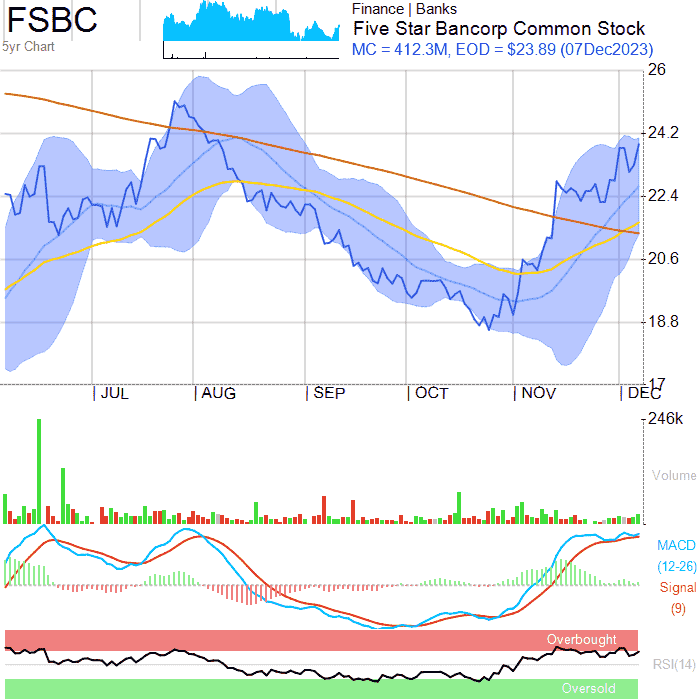 FSBC
5yr Chart
Finance | Banks
Five Star Bancorp Common Stock
MC = 412.3M, EOD = $23.89 (07Dec2023)
26
24.2
22.4
20.6
18.8
17
JUL AUG SEP OCT NOV DEC
246k
Volume
MACD
(12-26)
Signal
(9)
Overbought
RSI(14)
Oversold